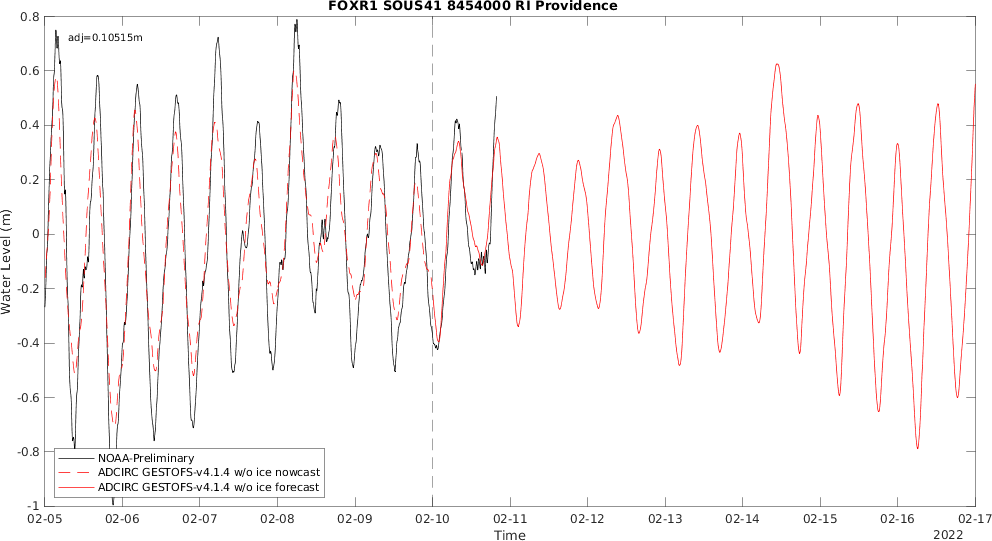 FOXR1 SOUS41 8454000 RI Providence
adj=0.10515m
0.8
0.6
0.4
0.2
0
-0.2
-0.4
-0.6
-0.8
-1
Water Level (m)
NOAA-Preliminary
ADCIRC GESTOFS-v4.1.4 w/o ice nowcast
ADCIRC GESTOFS-v4.1.4 w/o ice forecast
02-05 02-06 02-07 02-08 02-09 02-10 02-11 02-12 02-13 02-14 02-15 02-16 02-17
Time
2022